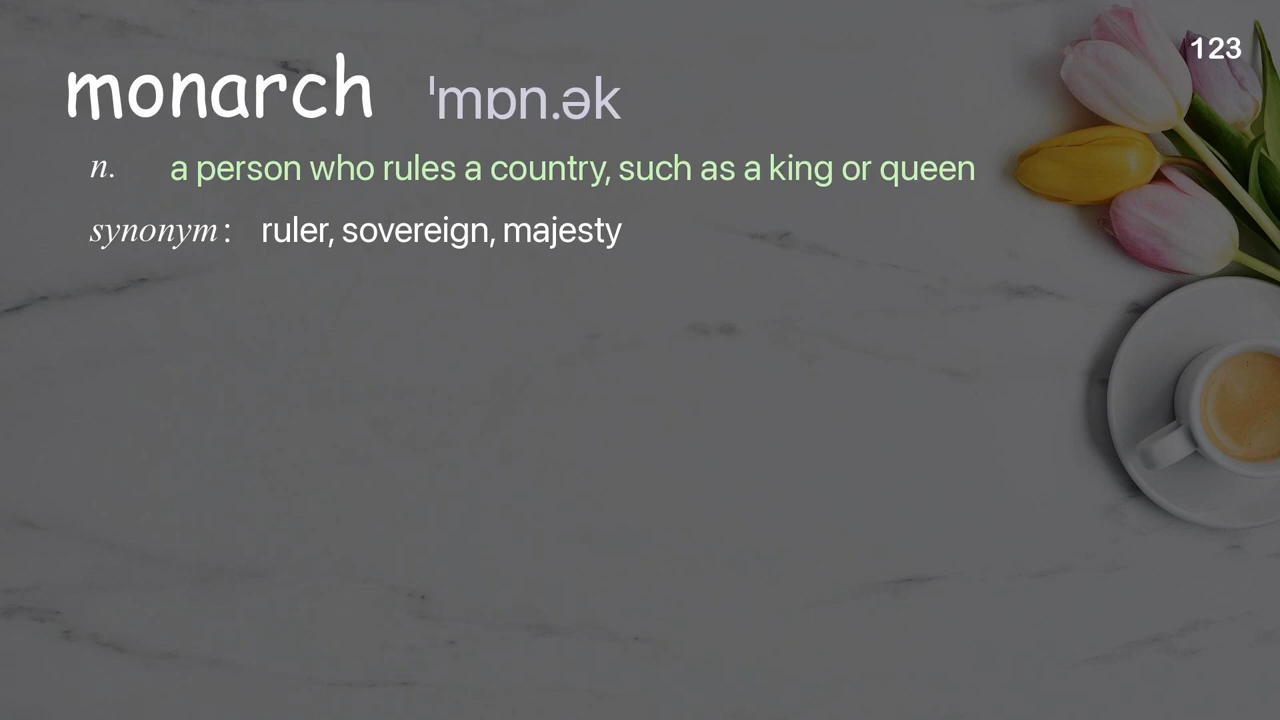 123
monarch ˈmɒn.ək
n. a person who rules a country, such as a king or queen
synonym: ruler, sovereign, majesty